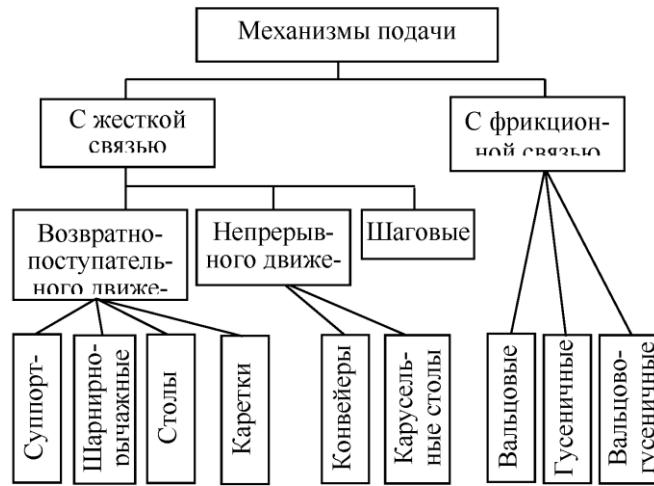 Механизмы подачи
С жесткой
связью
С фрикцион-
ной связью
Возвратно-
поступатель-
ного движе-
Непрерыв-
ного движе-
Шаговые
Суппорт-
Шарнирно-
рычажные
Столы
Каретки
Конвейеры
Карусель-
ные столы
Вальцовые
Гусеничные
Вальцово-
гусеничные